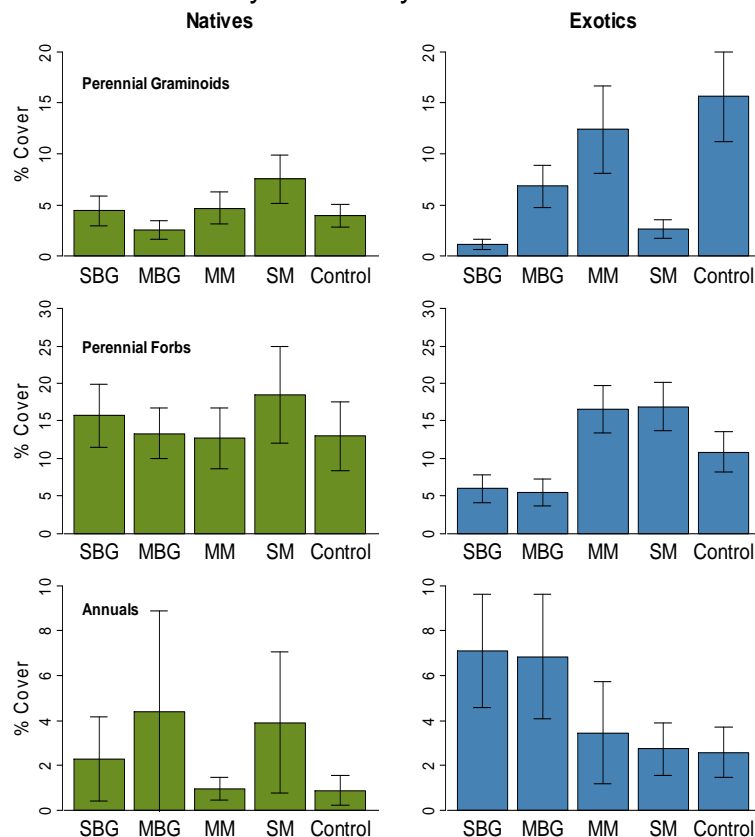 Natives
Exotics
Perennial Graminoids
% Cover
0 5 10 15 20
SBG MBG MM SM Control
0 5 10 15 20
SBG MBG MM SM Control
Perennial Forbs
% Cover
0 5 10 15 20 25 30
SBG MBG MM SM Control
0 5 10 15 20 25 30
SBG MBG MM SM Control
Annuals
% Cover
0 2 4 6 8 10
SBG MBG MM SM Control
0 2 4 6 8 10
SBG MBG MM SM Control